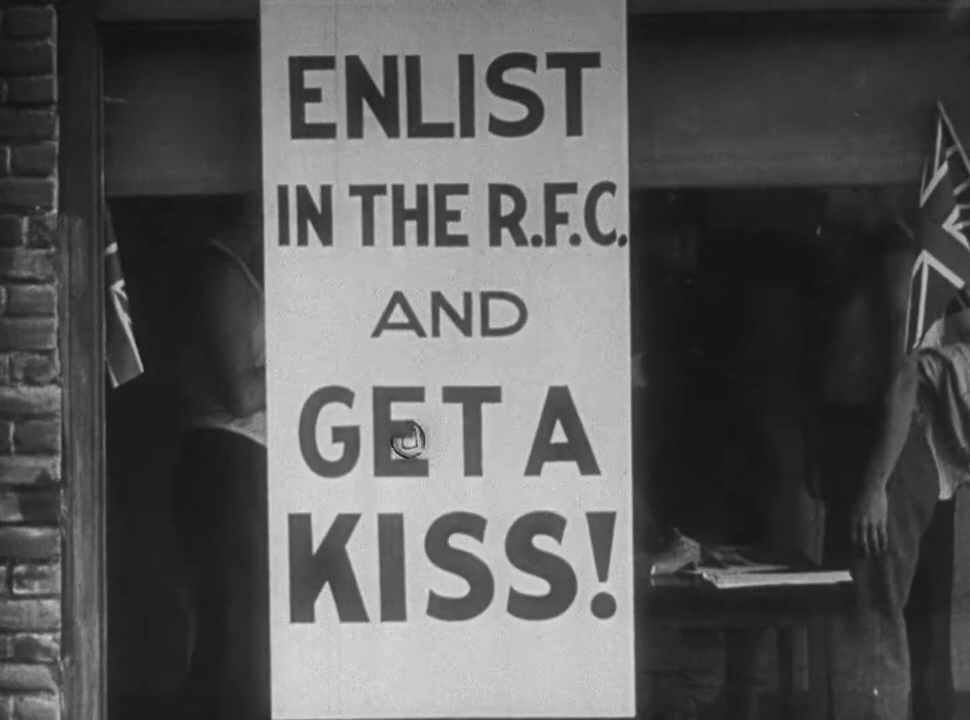 ENLIST
IN THE R.F.C.
AND
GET A
KISS!